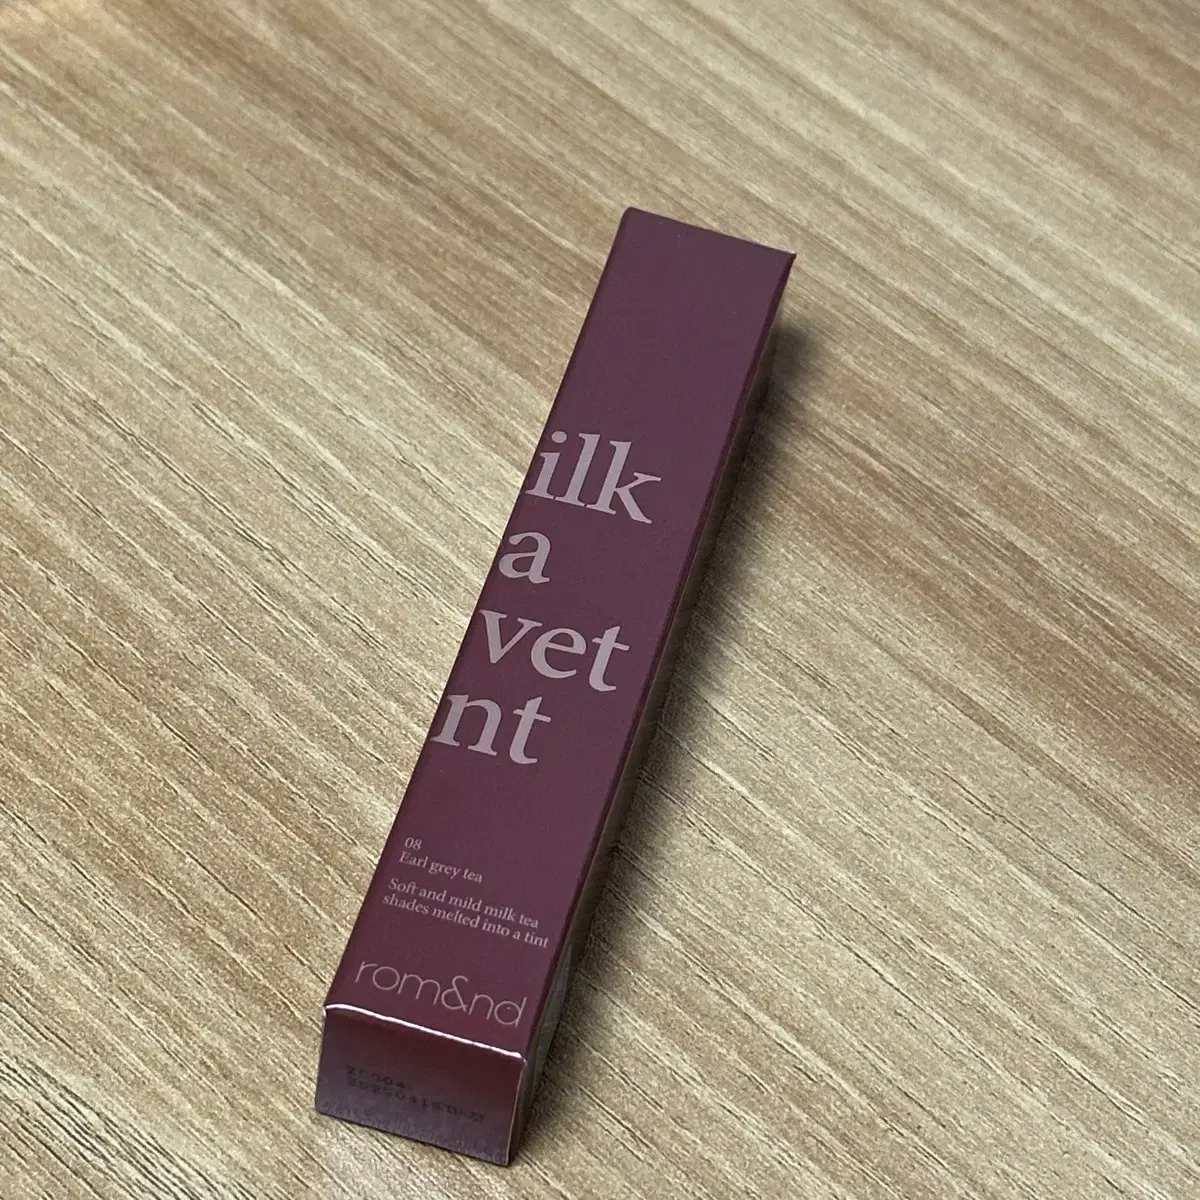 ilk
a
vet
nt
08
Earl grey tea
Soft and mild milk tea
shades melted into a tint
rom&nd